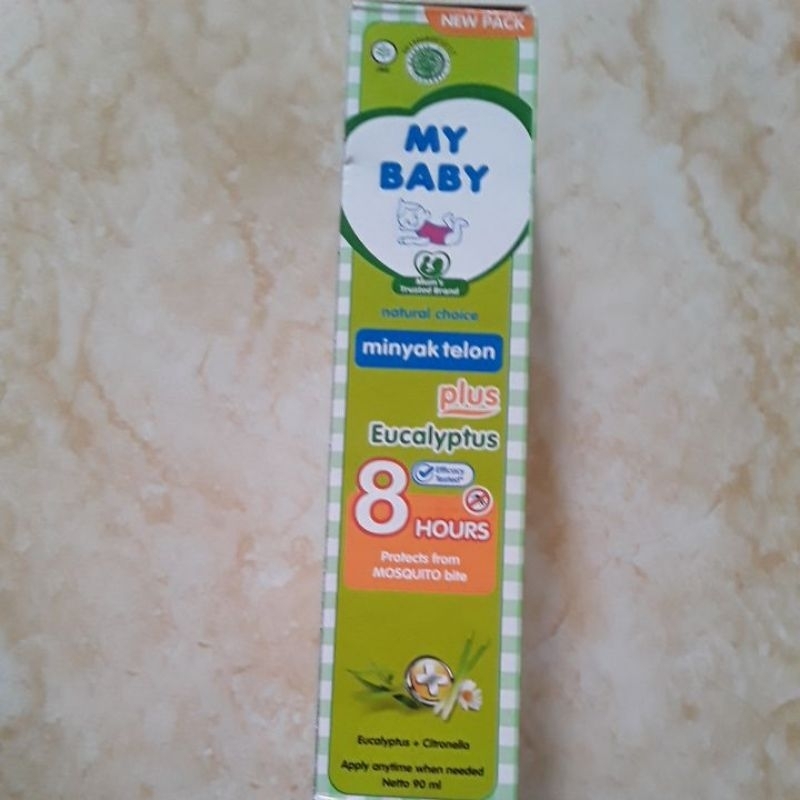 NEW PACK
MY
BABY
Mum's
Trusted Brand
natural choice
minyak telon
plus
Eucalyptus
8
Efficacy
Tested*
HOURS
Protects from
MOSQUITO bite
Eucalyptus + Citronella
Apply anytime when needed
Netto 90 ml